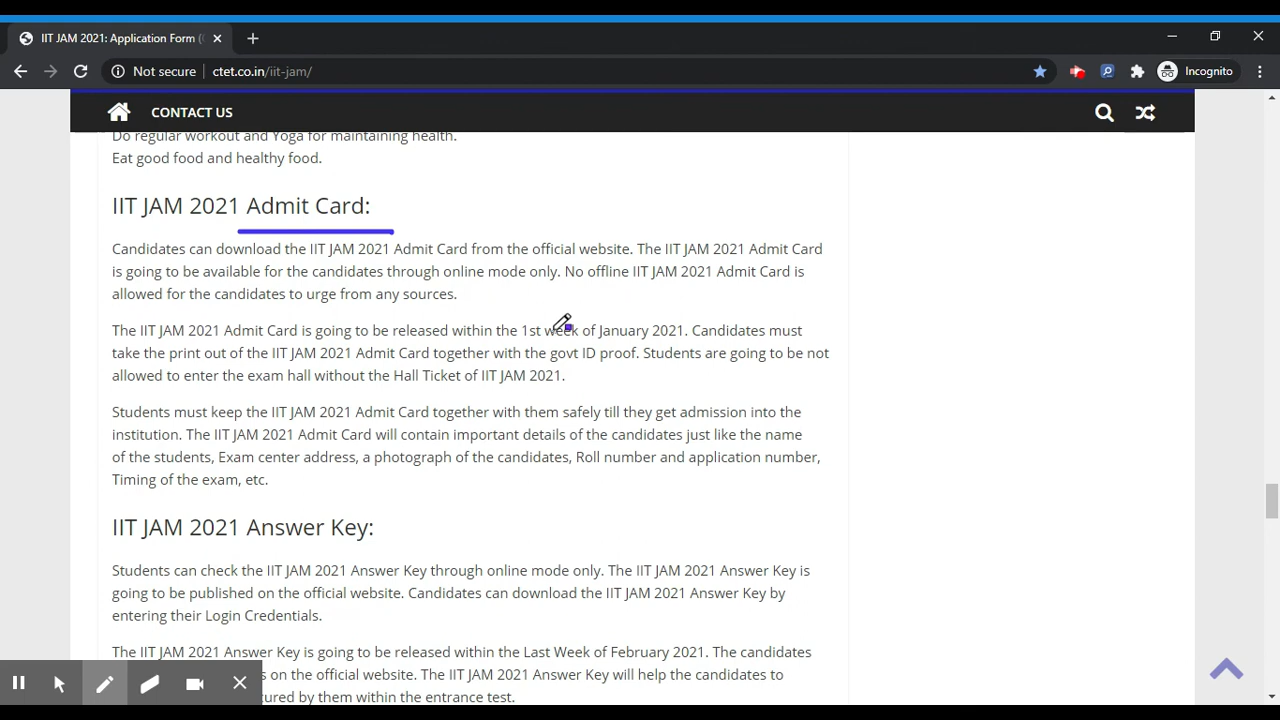 IIT JAM 2021: Application Form (
Not secure
ctet.co.in/iit-jam/
Incognito
CONTACT US
Do regular workout and Yoga for maintaining health.
Eat good food and healthy food.
IIT JAM 2021 Admit Card:
Candidates can download the IIT JAM 2021 Admit Card from the official website. The IIT JAM 2021 Admit Card
is going to be available for the candidates through online mode only. No offline IIT JAM 2021 Admit Card is
allowed for the candidates to urge from any sources.
The IIT JAM 2021 Admit Card is going to be released within the 1st week of January 2021. Candidates must
take the print out of the IIT JAM 2021 Admit Card together with the govt ID proof. Students are going to be not
allowed to enter the exam hall without the Hall Ticket of IIT JAM 2021.
Students must keep the IIT JAM 2021 Admit Card together with them safely till they get admission into the
institution. The IIT JAM 2021 Admit Card will contain important details of the candidates just like the name
of the students, Exam center address, a photograph of the candidates, Roll number and application number,
Timing of the exam, etc.
IIT JAM 2021 Answer Key:
Students can check the IIT JAM 2021 Answer Key through online mode only. The IIT JAM 2021 Answer Key is
going to be published on the official website. Candidates can download the IIT JAM 2021 Answer Key by
entering their Login Credentials.
The IIT JAM 2021 Answer Key is going to be released within the Last Week of February 2021. The candidates
on the official website. The IIT JAM 2021 Answer Key will help the candidates to
by them within the entrance test.